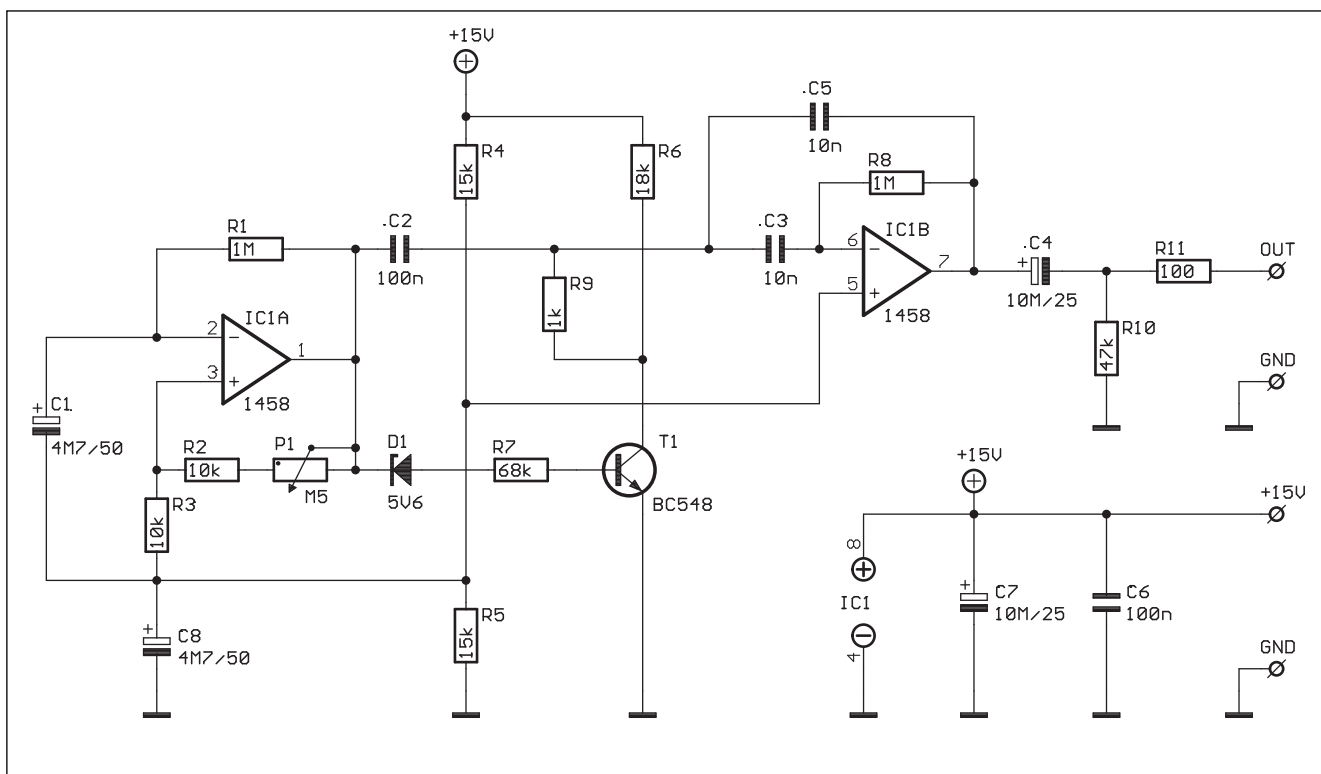 +15V
.C5
10n
R4
15k
R6
18k
R8
1M
R1
1M
.C2
100n
.C3
10n
IC1B
6
7
5
1458
.C4
+
10M/25
R11
100
OUT
R9
1k
R10
47k
IC1A
2
1
3
1458
GND
C1
+
4M7/50
R2
10k
P1
M5
D1
5V6
R7
68k
T1
BC548
R3
10k
+15V
+15V
8
IC1
4
+
C7
10M/25
C6
100n
R5
15k
+
C8
4M7/50
GND